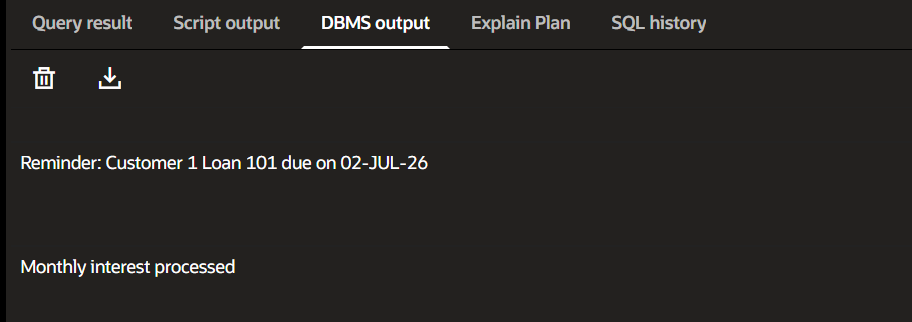 Query result Script output DBMS output Explain Plan SQL history
Reminder: Customer 1 Loan 101 due on 02-JUL-26
Monthly interest processed